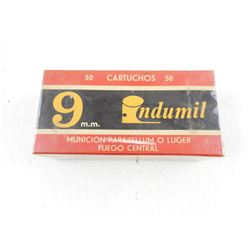 50 CARTUCHOS 50
9 m.m. Indumil
MUNICION PARABELLUM O LUGER
FUEGO CENTRAL